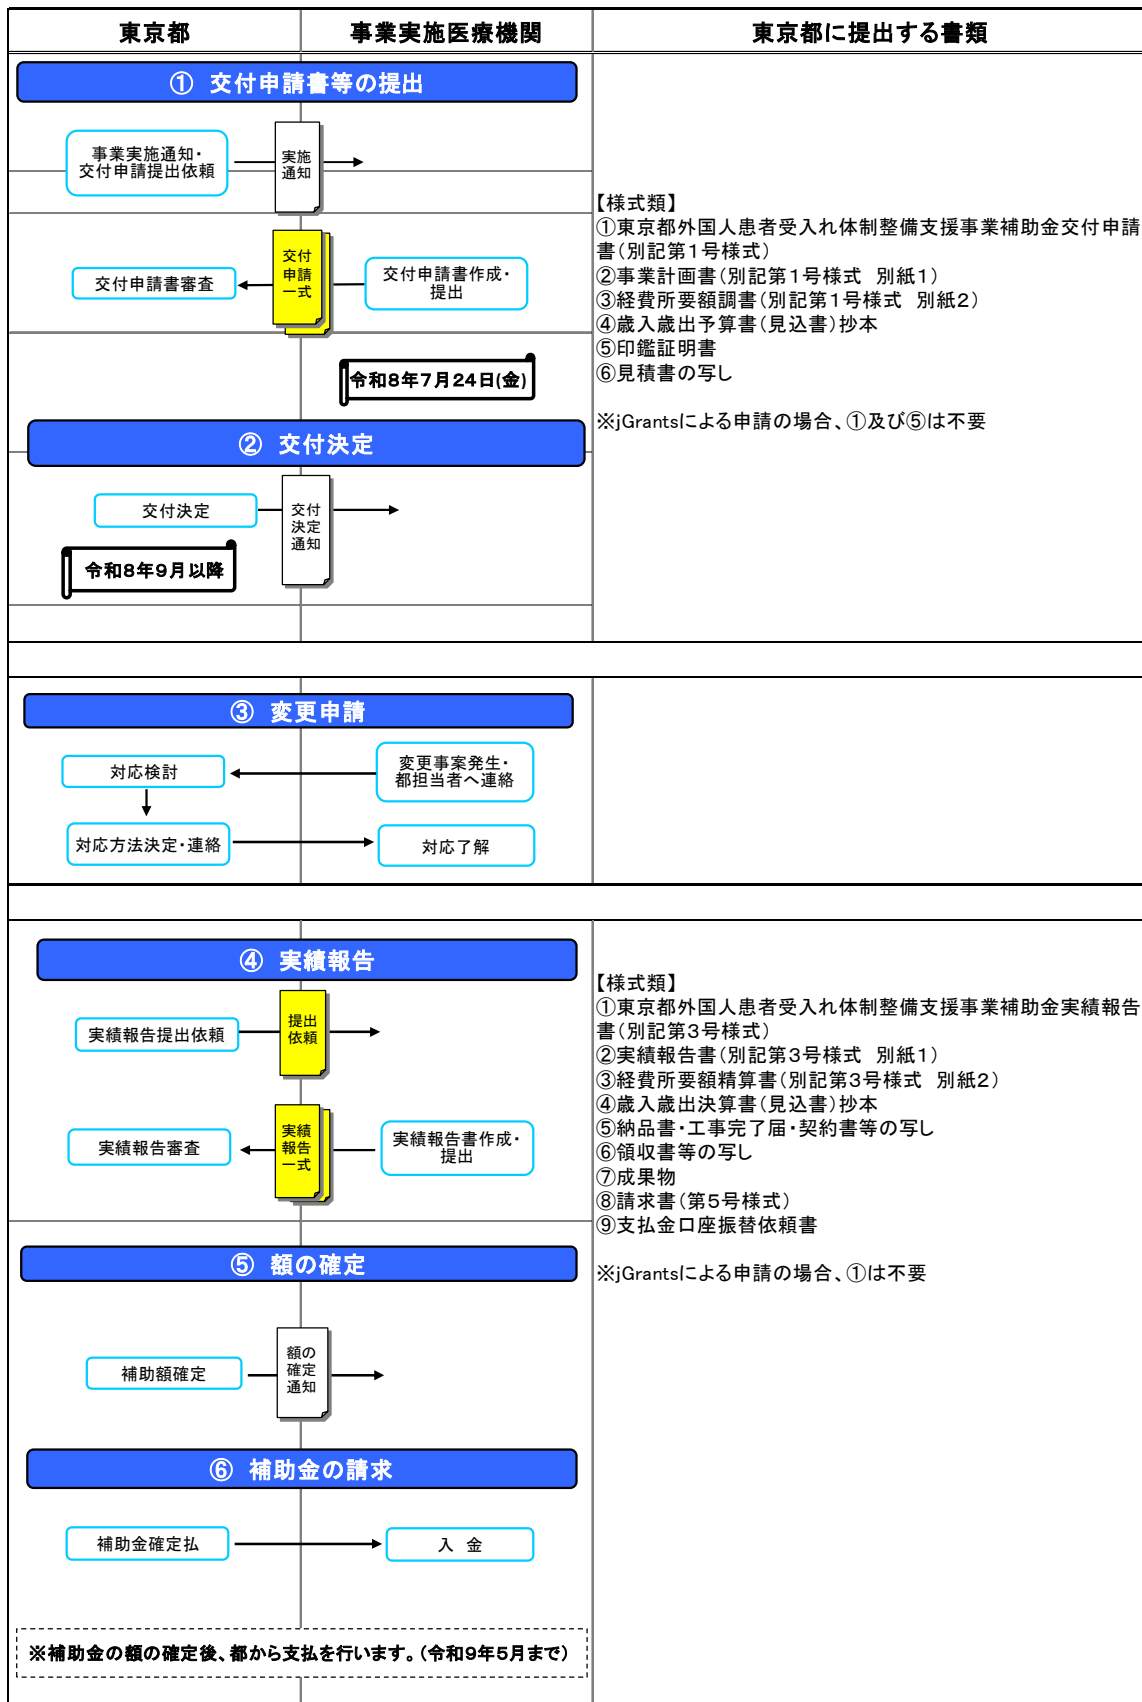 東京都
事業実施医療機関
東京都に提出する書類
① 交付申請書等の提出
事業実施通知・
交付申請提出依頼
実施
通知
交付申請書審査
交付
申請
一式
交付申請書作成・
提出
令和8年7月24日(金)
【様式類】
①東京都外国人患者受入れ体制整備支援事業補助金交付申請
書(別記第1号様式)
②事業計画書(別記第1号様式 別紙1)
③経費所要額調書(別記第1号様式 別紙2)
④歳入歳出予算書(見込書)抄本
⑤印鑑証明書
⑥見積書の写し
※jGrantsによる申請の場合、①及び⑤は不要
② 交付決定
交付決定
交付
決定
通知
令和8年9月以降
③ 変更申請
対応検討
変更事案発生・
都担当者へ連絡
対応方法決定・連絡
対応了解
④ 実績報告
実績報告提出依頼
提出
依頼
実績報告審査
実績
報告
一式
実績報告書作成・
提出
【様式類】
①東京都外国人患者受入れ体制整備支援事業補助金実績報告
書(別記第3号様式)
②実績報告書(別記第3号様式 別紙1)
③経費所要額精算書(別記第3号様式 別紙2)
④歳入歳出決算書(見込書)抄本
⑤納品書・工事完了届・契約書等の写し
⑥領収書等の写し
⑦成果物
⑧請求書(第5号様式)
⑨支払金口座振替依頼書
※jGrantsによる申請の場合、①は不要
⑤ 額の確定
補助額確定
額の
確定
通知
⑥ 補助金の請求
補助金確定払
入 金
※補助金の額の確定後、都から支払を行います。(令和9年5月まで)